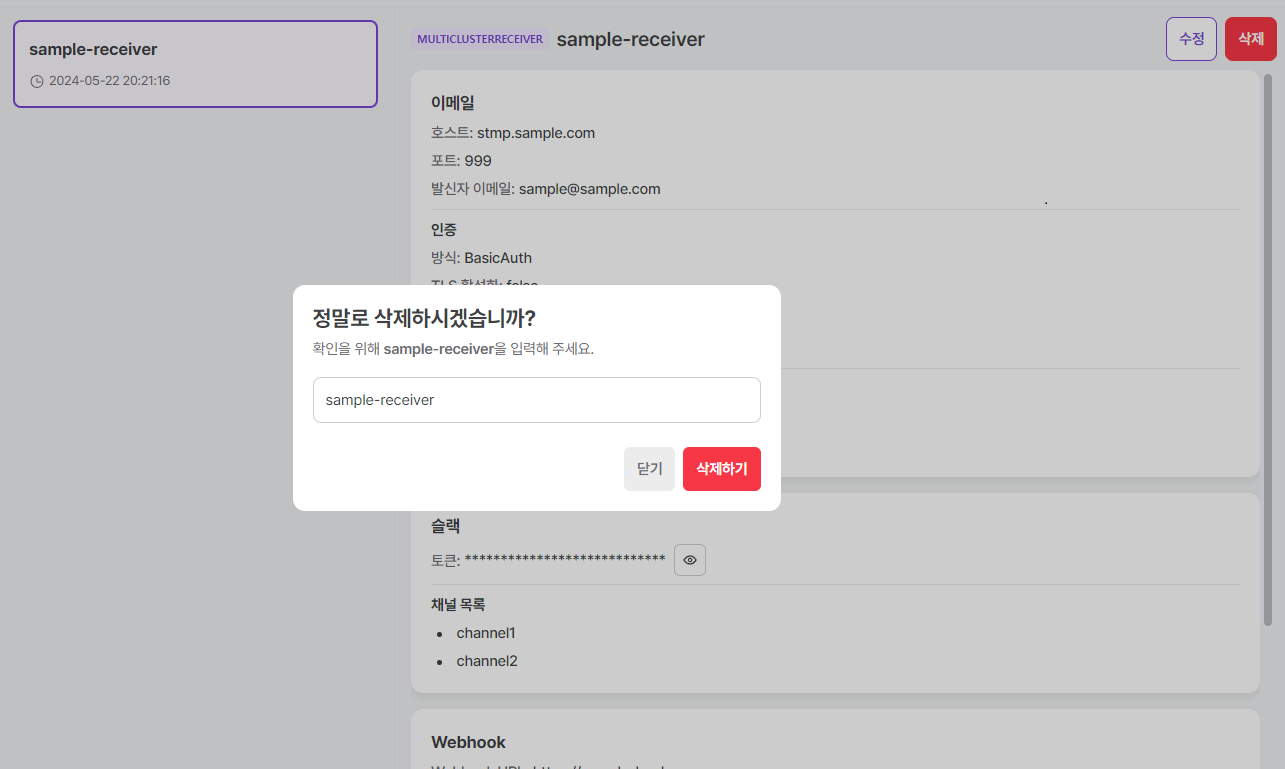 sample-receiver
2024-05-22 20:21:16
MULTICLUSTERRECEIVER sample-receiver
수정
삭제
이메일
호스트: stmp.sample.com
포트: 999
발신자 이메일: sample@sample.com
인증
방식: BasicAuth
TLS 활성화: false
정말로 삭제하시겠습니까?
확인을 위해 sample-receiver을 입력해 주세요.
sample-receiver
닫기
삭제하기
슬랙
토큰: ****************************
채널 목록
• channel1
• channel2
Webhook